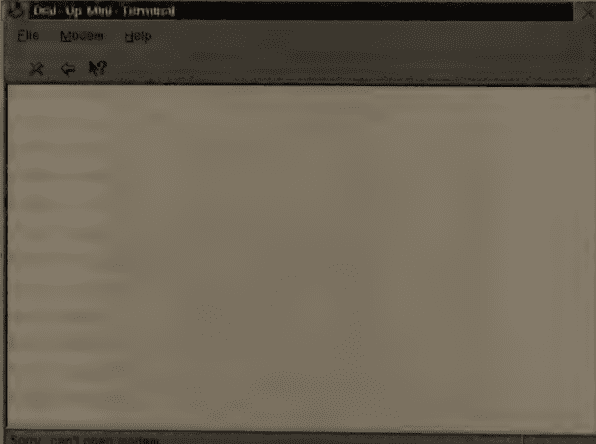 Dial - Up Mini - Terminal
File Modem Help
Sorry, can't open modem